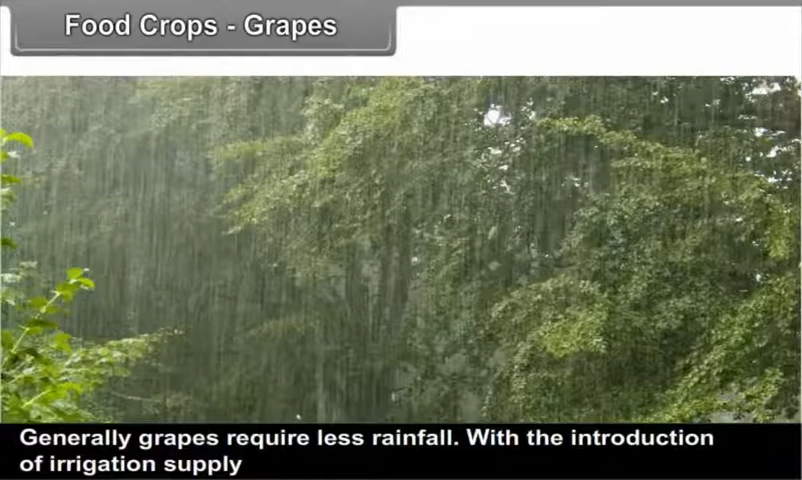 Food Crops - Grapes
Generally grapes require less rainfall. With the introduction
of irrigation supply